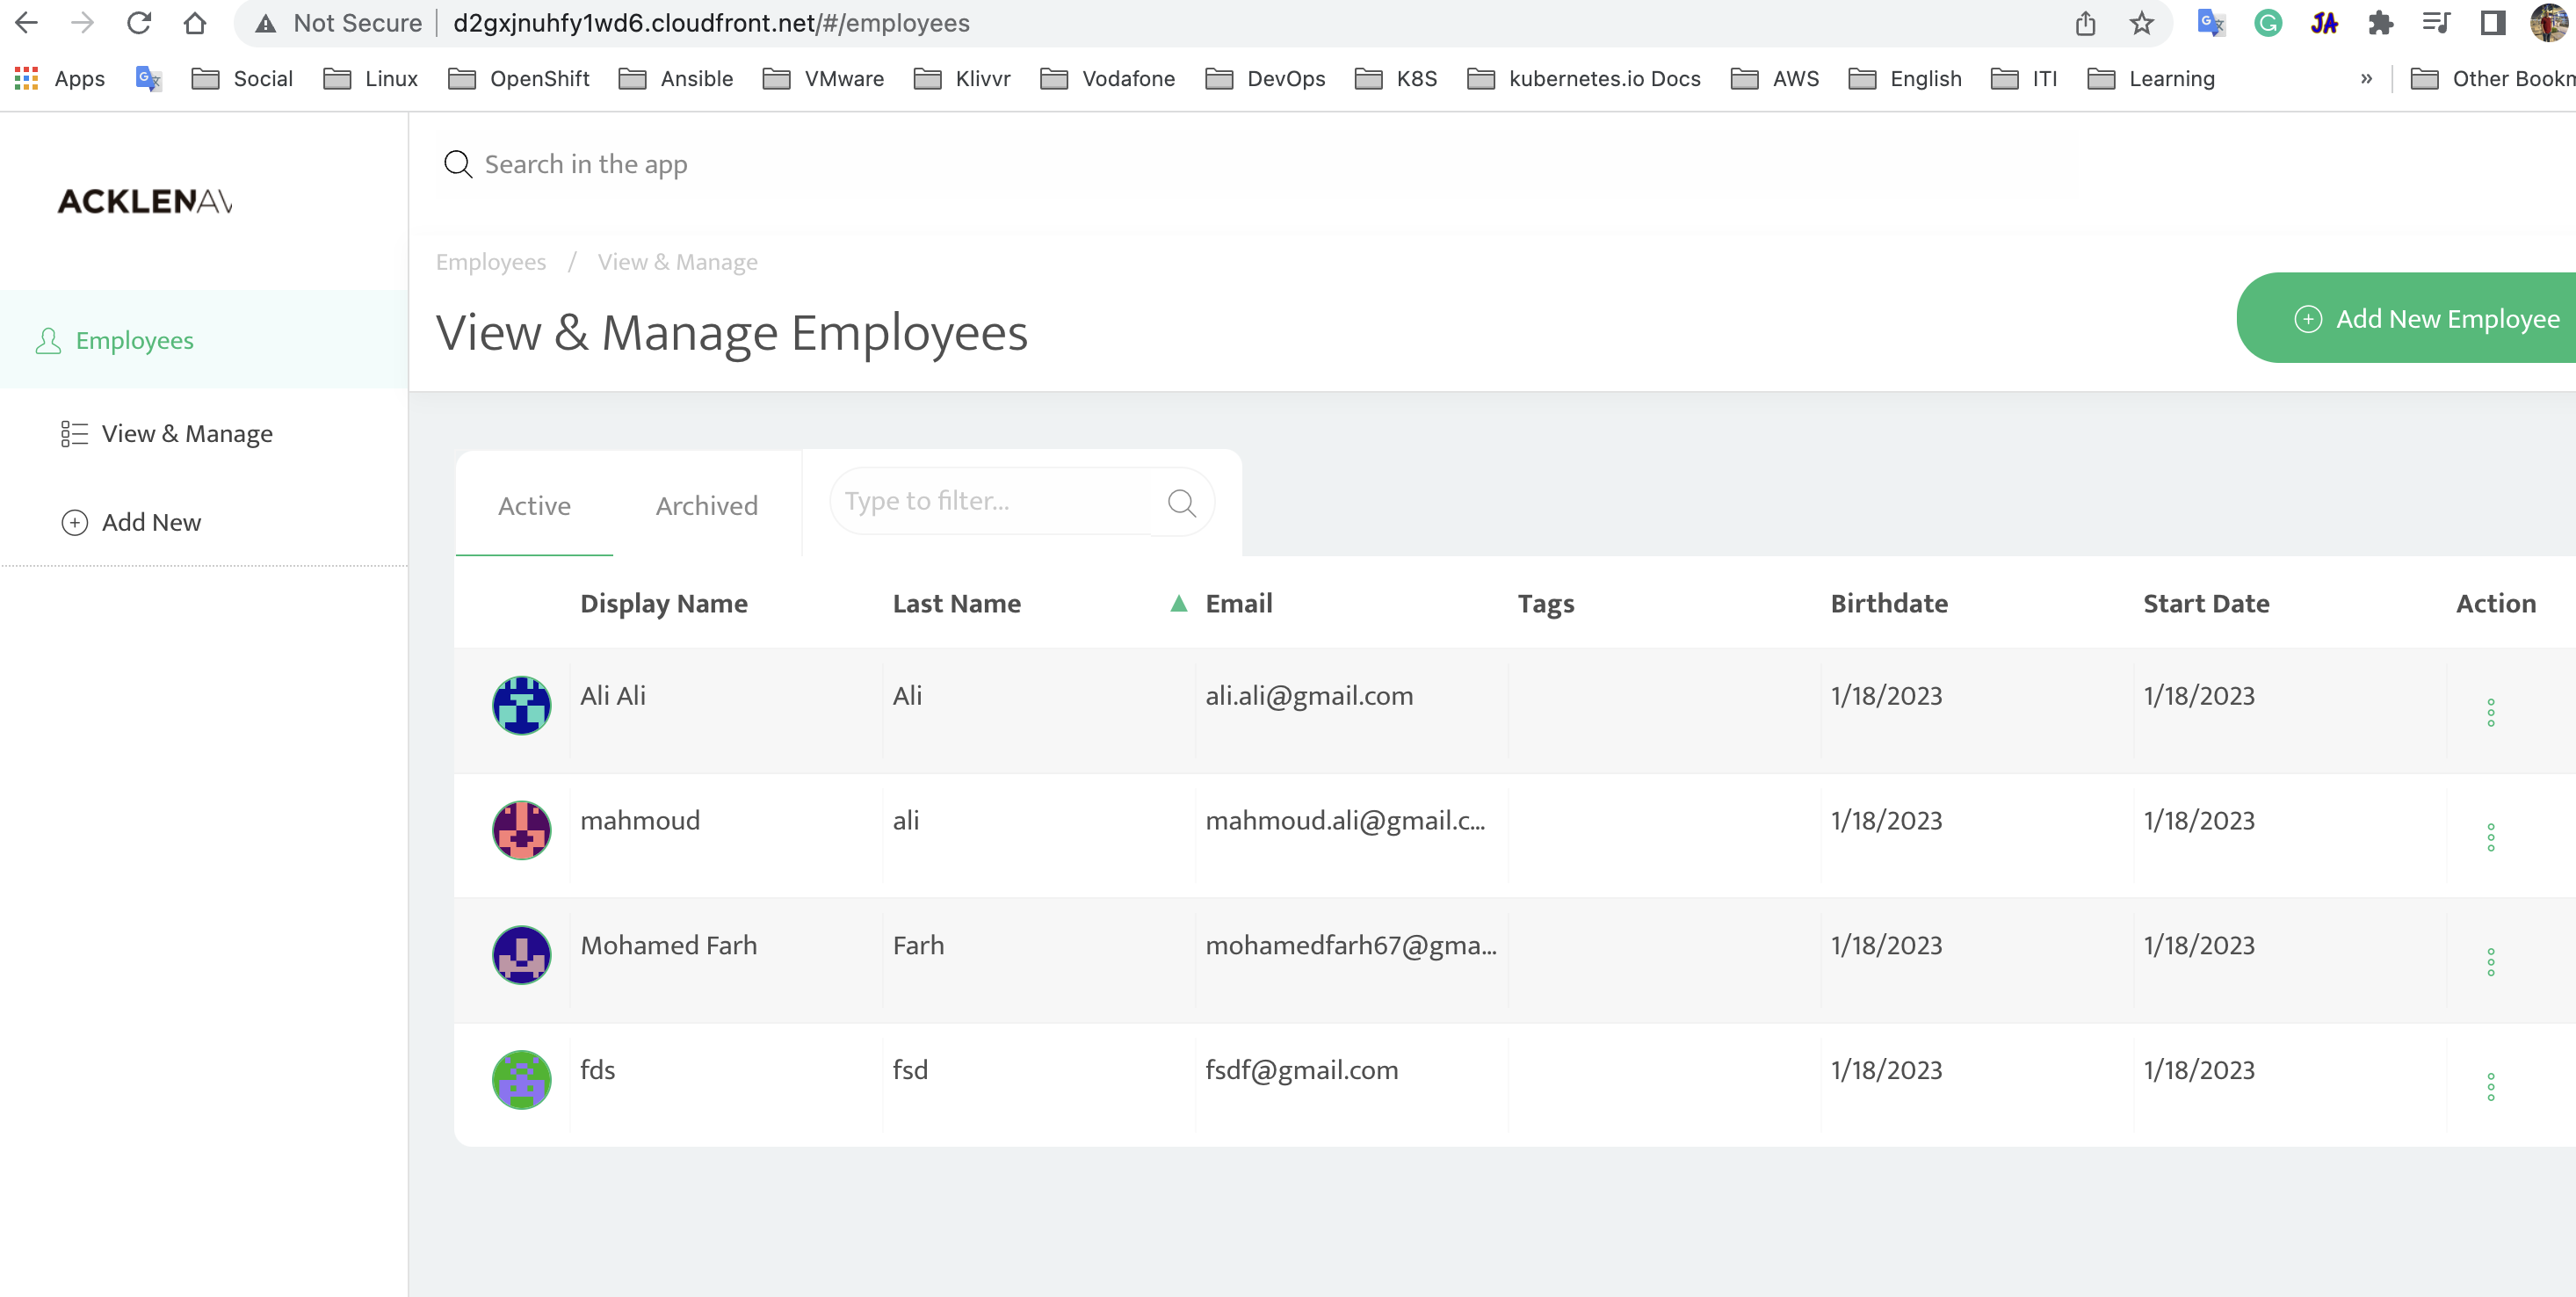 Not Secure d2gxjnuhfy1wd6.cloudfront.net/#/employees
Apps Social Linux OpenShift Ansible VMware Klivvr Vodafone DevOps K8S kubernetes.io Docs AWS English ITI Learning » Other Bookm
ACKLENAV
Search in the app
Employees / View & Manage
View & Manage Employees
Add New Employee
Employees
View & Manage
Add New
Active Archived Type to filter...
Display Name Last Name Email Tags Birthdate Start Date Action
Ali Ali Ali ali.ali@gmail.com 1/18/2023 1/18/2023
mahmoud ali mahmoud.ali@gmail.c... 1/18/2023 1/18/2023
Mohamed Farh Farh mohamedfarh67@gma... 1/18/2023 1/18/2023
fds fsd fsdf@gmail.com 1/18/2023 1/18/2023